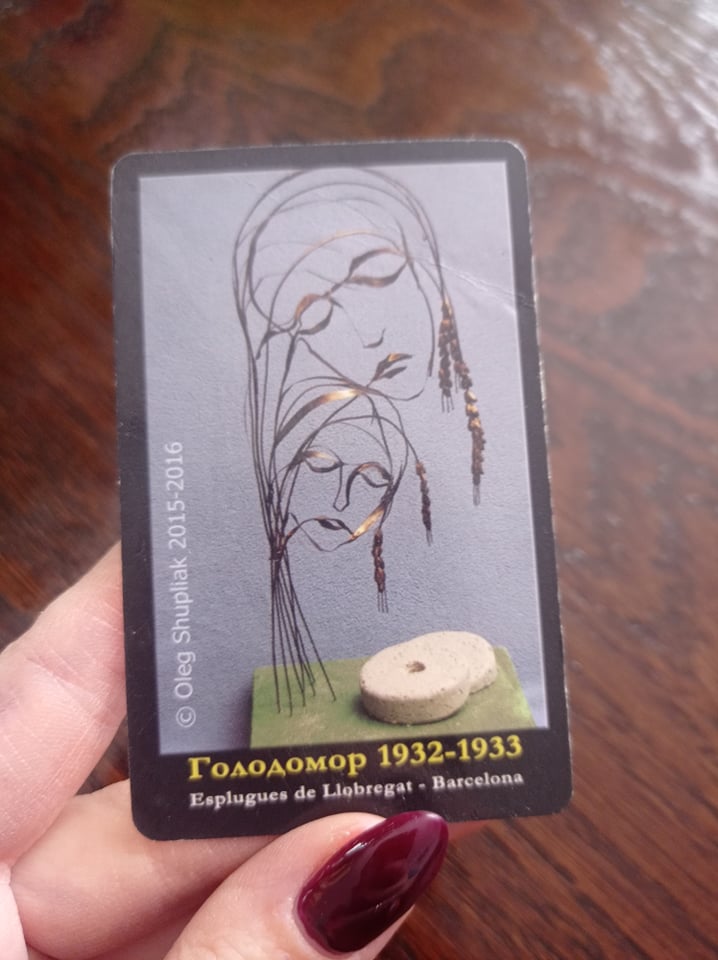 © Oleg Shupliak 2015-2016
Голодомор 1932-1933
Esplugues de Llobregat - Barcelona